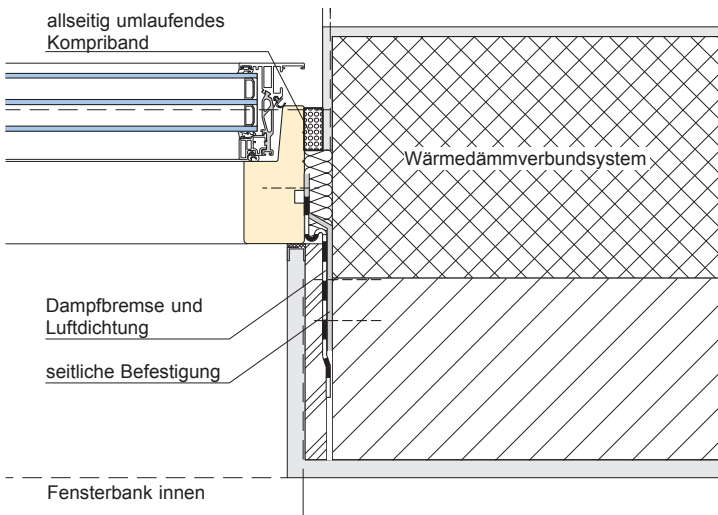 allseitig umlaufendes
Kompriband
Wärmedämmverbundsystem
Dampfbremse und
Luftdichtung
seitliche Befestigung
Fensterbank innen